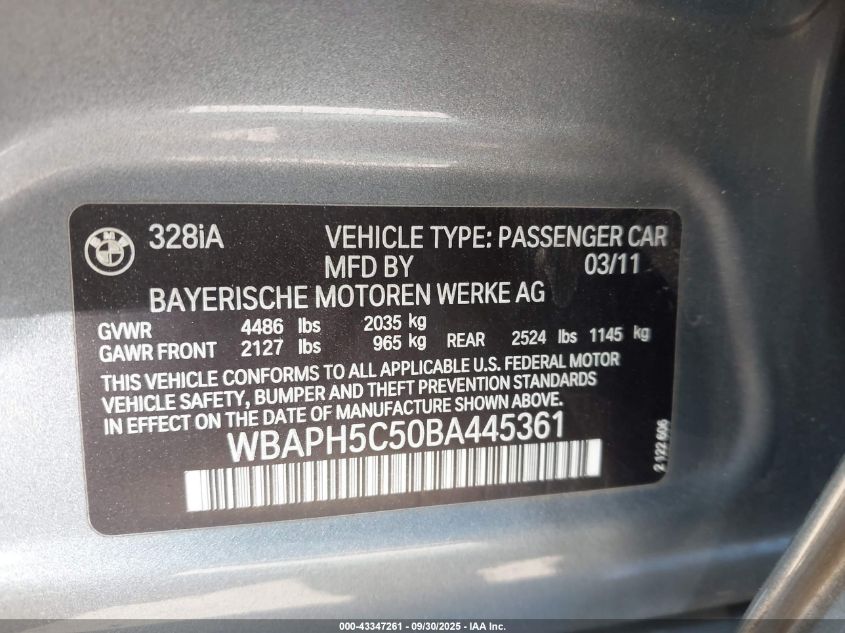 328iA VEHICLE TYPE: PASSENGER CAR
MFD BY 03/11
BAYERISCHE MOTOREN WERKE AG
GVWR 4486 lbs 2035 kg
GAWR FRONT 2127 lbs 965 kg REAR 2524 lbs 1145 kg
THIS VEHICLE CONFORMS TO ALL APPLICABLE U.S. FEDERAL MOTOR
VEHICLE SAFETY, BUMPER AND THEFT PREVENTION STANDARDS
IN EFFECT ON THE DATE OF MANUFACTURE SHOWN ABOVE.
WBAPH5C50BA445361
2 122 606
000-43347261 - 09/30/2025 - IAA Inc.